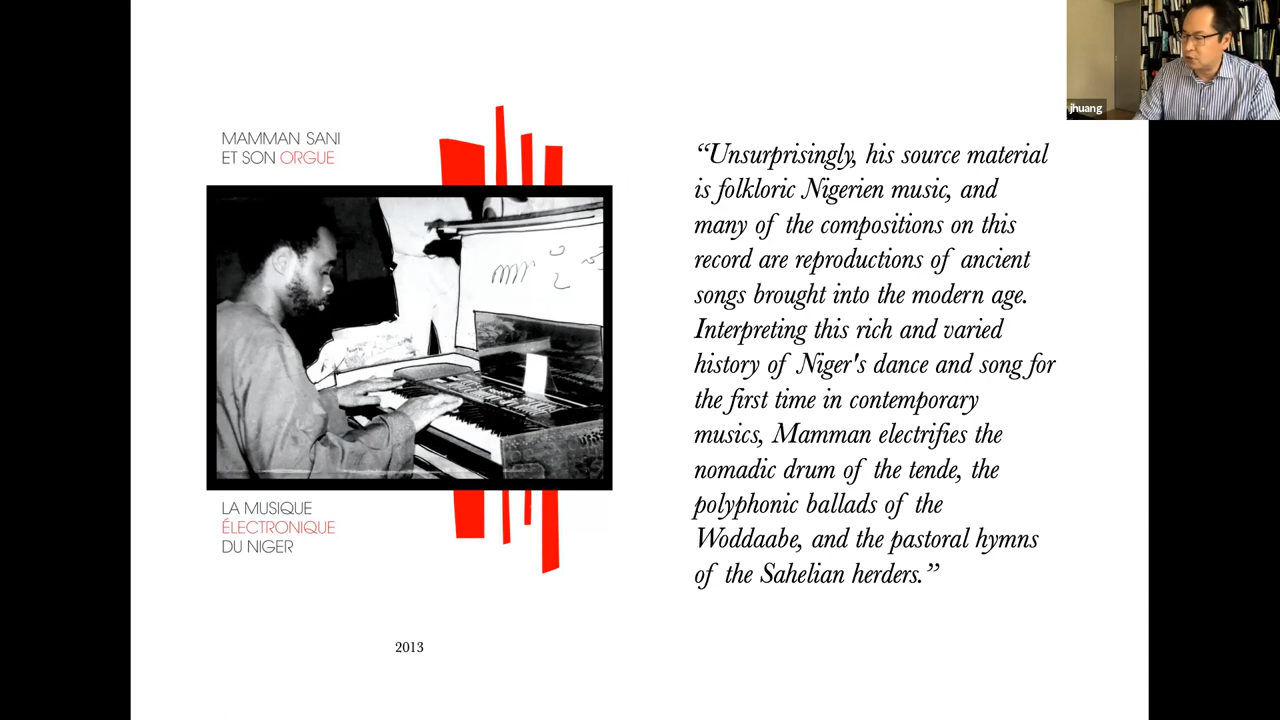 MAMMAN SANI
ET SON ORGUE
LA MUSIQUE
ÉLECTRONIQUE
DU NIGER
2013
“Unsurprisingly, his source material
is folkloric Nigerien music, and
many of the compositions on this
record are reproductions of ancient
songs brought into the modern age.
Interpreting this rich and varied
history of Niger's dance and song for
the first time in contemporary
musics, Mamman electrifies the
nomadic drum of the tende, the
polyphonic ballads of the
Woddaabe, and the pastoral hymns
of the Sahelian herders.”
jhuang